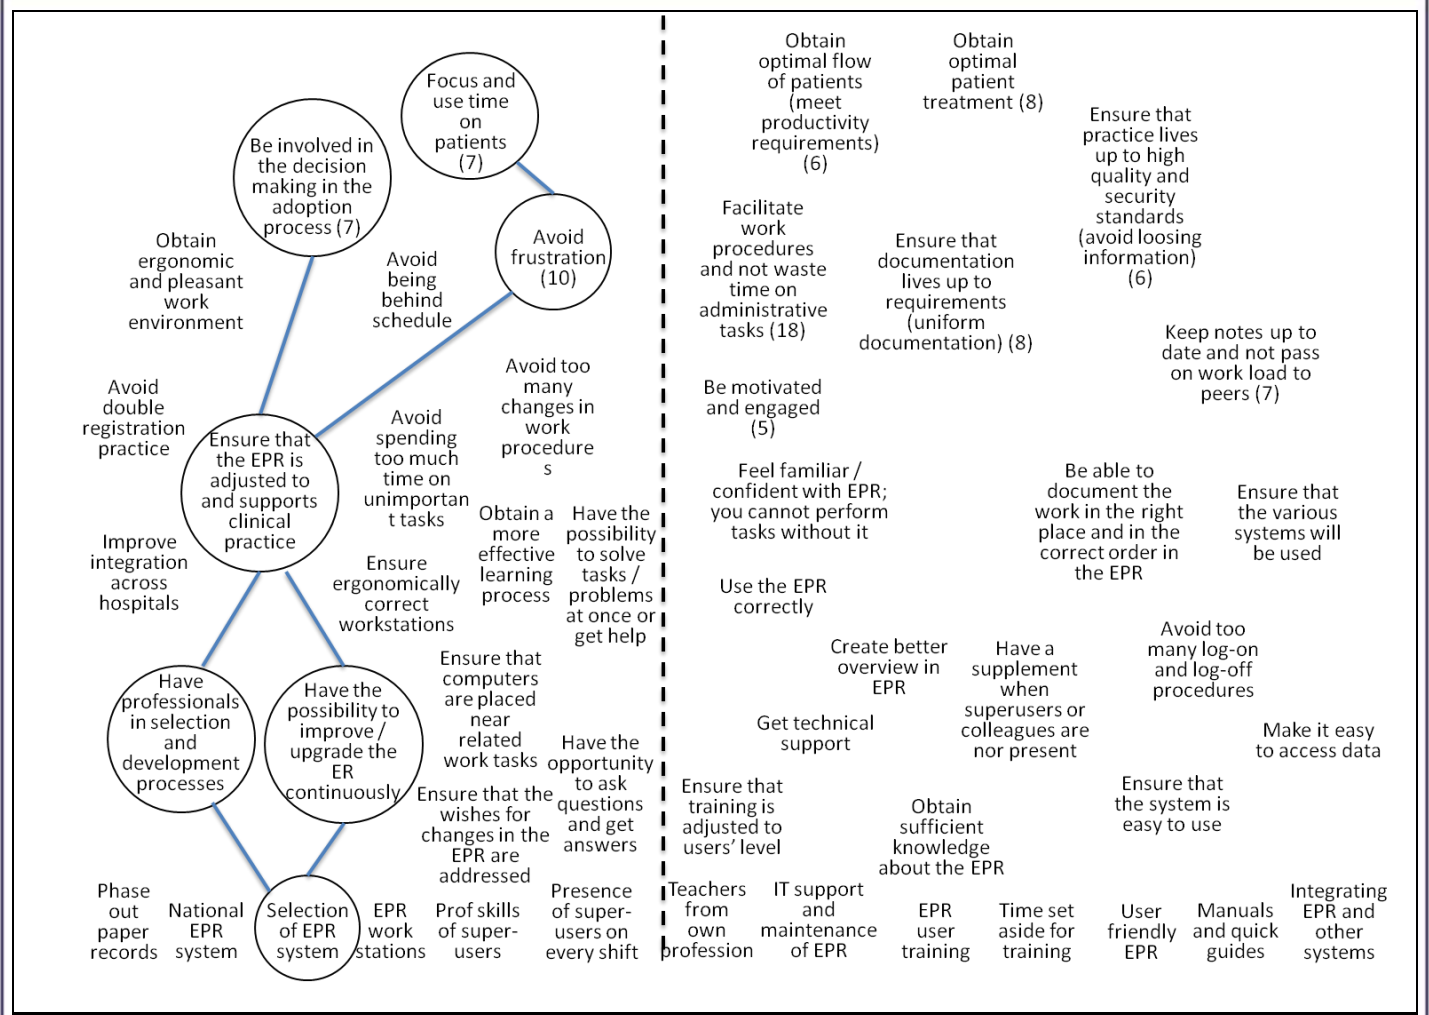 Focus and
use time
on
patients
(7)
Be involved in
the decision
making in the
adoption
process (7)
Avoid
frustration
(10)
Obtain
ergonomic
and pleasant
work
environment
Avoid
being
behind
schedule
Avoid too
many
changes in
work
procedure
s
Avoid
double
registration
practice
Avoid
spending
too much
time on
unimportan
t tasks
Ensure that
the EPR is
adjusted to
and supports
clinical
practice
Obtain a
more
effective
learning
process
Have the
possibility
to solve
tasks /
problems
at once or
get help
Improve
integration
across
hospitals
Ensure
ergonomically
correct
workstations
Ensure that
computers
are placed
near
related
work tasks
Have
professionals
in selection
and
development
processes
Have the
possibility to
improve /
upgrade the
ER
continuously
Have the
opportunity
to ask
questions
and get
answers
Ensure that the
wishes for
changes in the
EPR are
addressed
Phase
out
paper
records
National
EPR
system
Selection
of EPR
system
EPR
work
stations
Prof skills
of super-
users
Presence
of super-
users on
every shift
Obtain
optimal flow
of patients
(meet
productivity
requirements)
(6)
Obtain
optimal
patient
treatment (8)
Ensure that
practice lives
up to high
quality and
security
standards
(avoid loosing
information)
(6)
Facilitate
work
procedures
and not waste
time on
administrative
tasks (18)
Ensure that
documentation
lives up to
requirements
(uniform
documentation) (8)
Keep notes up to
date and not pass
on work load to
peers (7)
Be motivated
and engaged
(5)
Feel familiar /
confident with EPR;
you cannot perform
tasks without it
Be able to
document the
work in the right
place and in the
correct order in
the EPR
Ensure that
the various
systems will
be used
Use the EPR
correctly
Create better
overview in
EPR
Have a
supplement
when
superusers or
colleagues are
nor present
Avoid too
many log-on
and log-off
procedures
Get technical
support
Make it easy
to access data
Ensure that
training is
adjusted to
users' level
Obtain
sufficient
knowledge
about the EPR
Ensure that
the system is
easy to use
Teachers
from
own
profession
IT support
and
maintenance
of EPR
EPR
user
training
Time set
aside for
training
User
friendly
EPR
Manuals
and quick
guides
Integrating
EPR and
other
systems